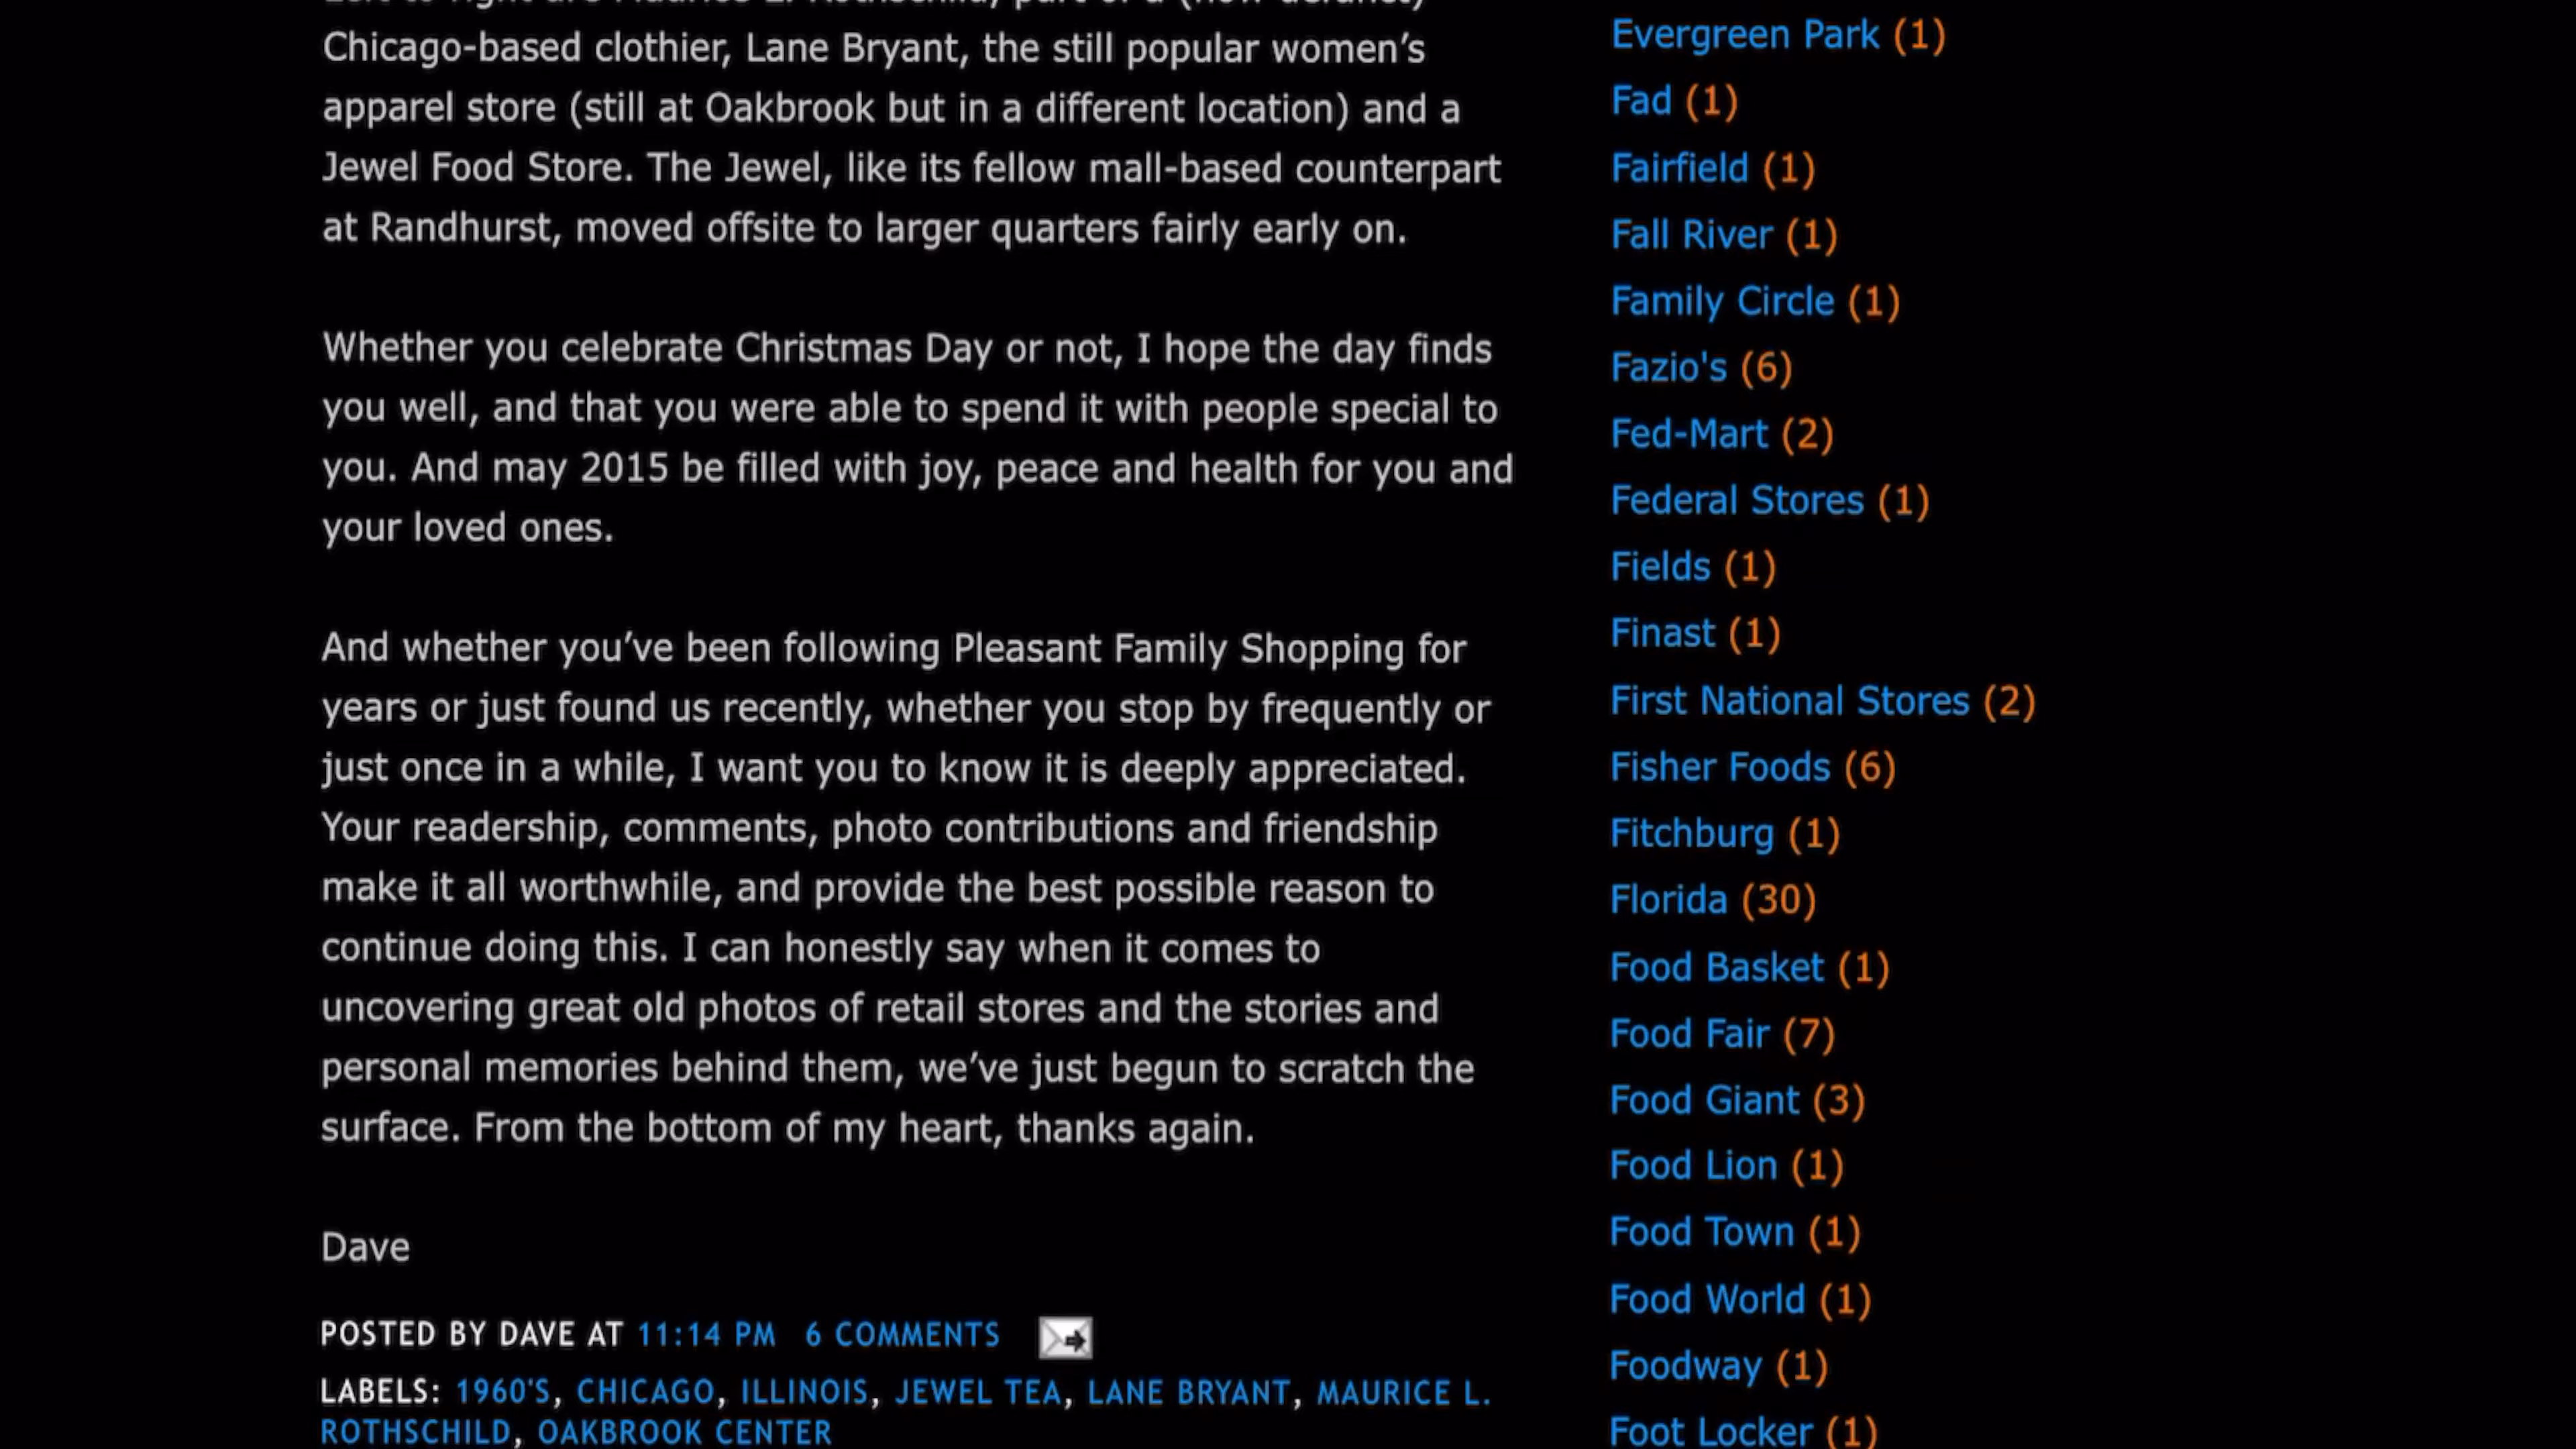 Chicago-based clothier, Lane Bryant, the still popular women’s
apparel store (still at Oakbrook but in a different location) and a
Jewel Food Store. The Jewel, like its fellow mall-based counterpart
at Randhurst, moved offsite to larger quarters fairly early on.
Whether you celebrate Christmas Day or not, I hope the day finds
you well, and that you were able to spend it with people special to
you. And may 2015 be filled with joy, peace and health for you and
your loved ones.
And whether you’ve been following Pleasant Family Shopping for
years or just found us recently, whether you stop by frequently or
just once in a while, I want you to know it is deeply appreciated.
Your readership, comments, photo contributions and friendship
make it all worthwhile, and provide the best possible reason to
continue doing this. I can honestly say when it comes to
uncovering great old photos of retail stores and the stories and
personal memories behind them, we’ve just begun to scratch the
surface. From the bottom of my heart, thanks again.
Dave
POSTED BY DAVE AT 11:14 PM 6 COMMENTS
LABELS: 1960'S, CHICAGO, ILLINOIS, JEWEL TEA, LANE BRYANT, MAURICE L.
ROTHSCHILD, OAKBROOK CENTER
Evergreen Park (1)
Fad (1)
Fairfield (1)
Fall River (1)
Family Circle (1)
Fazio's (6)
Fed-Mart (2)
Federal Stores (1)
Fields (1)
Finast (1)
First National Stores (2)
Fisher Foods (6)
Fitchburg (1)
Florida (30)
Food Basket (1)
Food Fair (7)
Food Giant (3)
Food Lion (1)
Food Town (1)
Food World (1)
Foodway (1)
Foot Locker (1)